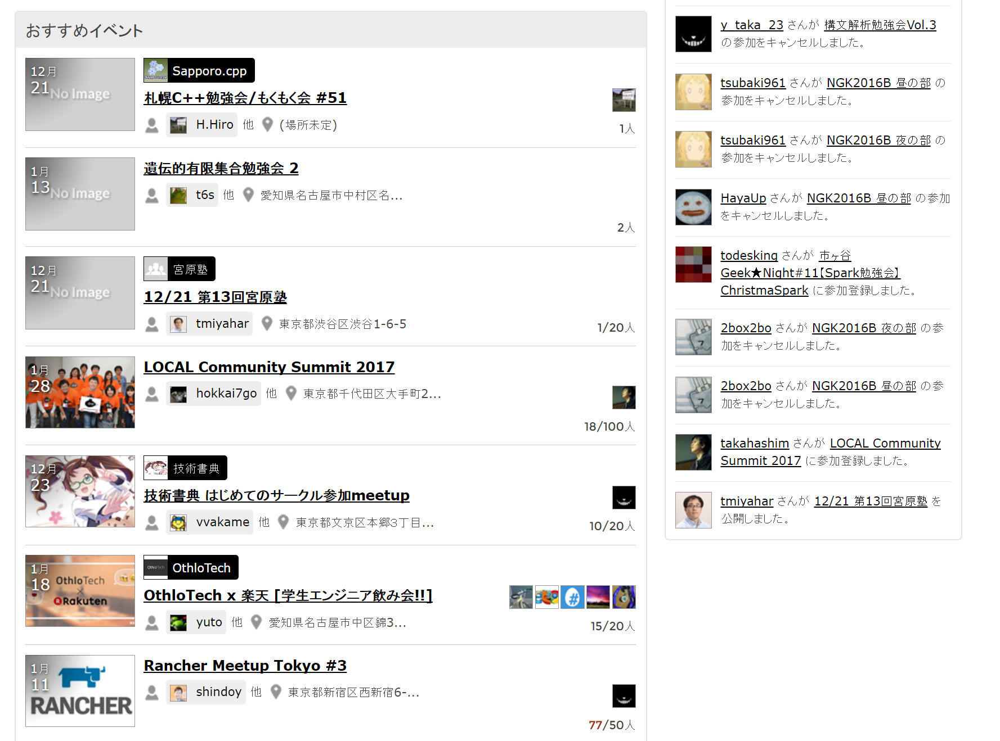 おすすめイベント
12月
21
No Image
Sapporo.cpp
札幌C++勉強会/もくもく会 #51
H.Hiro 他 (場所未定)
1人
1月
13
No Image
遺伝的有限集合勉強会 2
t6s 他 愛知県名古屋市中村区名...
2人
12月
21
No Image
宮原塾
12/21 第13回宮原塾
tmiyahar 東京都渋谷区渋谷1-6-5
1/20人
1月
28
LOCAL Community Summit 2017
hokkai7go 他 東京都千代田区大手町2...
18/100人
12月
23
技術書典
技術書典 はじめてのサークル参加meetup
vvakame 他 東京都文京区本郷3丁目...
10/20人
1月
18
OthloTech
x
Rakuten
OthloTech
OthloTech
OthloTech x 楽天 [学生エンジニア飲み会!!]
yuto 他 愛知県名古屋市中区錦3...
15/20人
1月
11
RANCHER
Rancher Meetup Tokyo #3
shindoy 他 東京都新宿区西新宿6-...
77/50人
y_taka_23 さんが 構文解析勉強会Vol.3
の参加をキャンセルしました。
tsubaki961 さんが NGK2016B 昼の部 の
参加をキャンセルしました。
tsubaki961 さんが NGK2016B 夜の部 の
参加をキャンセルしました。
HayaUp さんが NGK2016B 昼の部 の参加
をキャンセルしました。
todesking さんが 市ヶ谷
Geek★Night#11【Spark勉強会】
ChristmaSpark に参加登録しました。
2box2bo さんが NGK2016B 夜の部 の参
加をキャンセルしました。
2box2bo さんが NGK2016B 昼の部 の参
加をキャンセルしました。
takahashim さんが LOCAL Community
Summit 2017 に参加登録しました。
tmiyahar さんが 12/21 第13回宮原塾 を
公開しました。